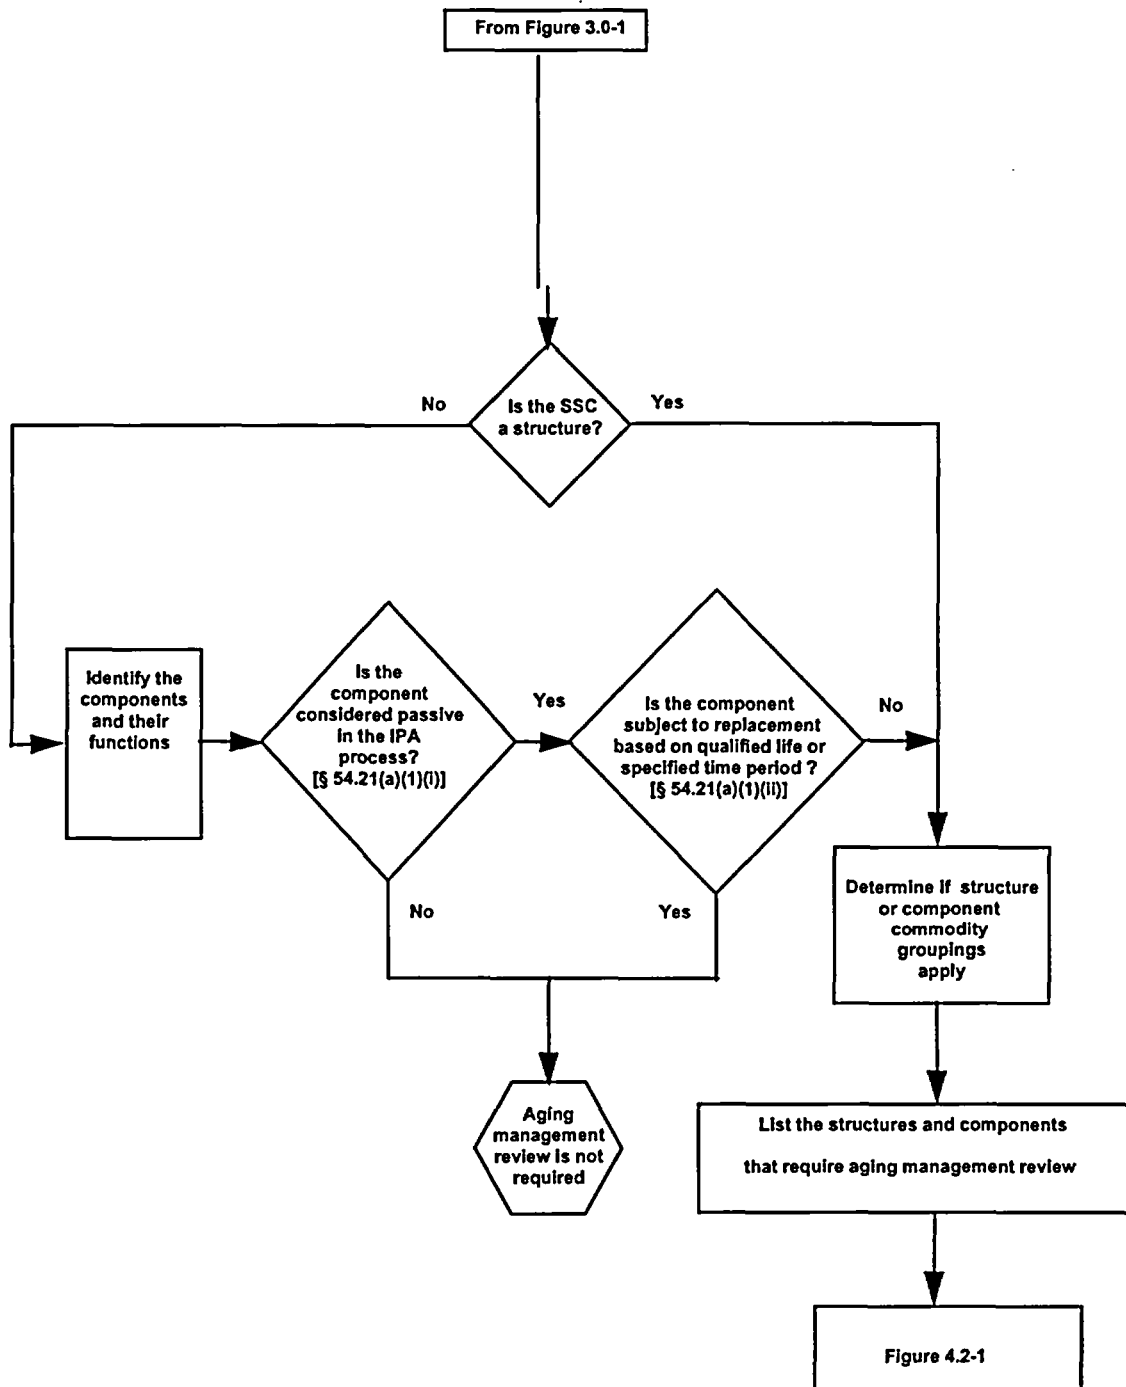 From Figure 3.0-1
No
Yes
Is the SSC
a structure?
Identify the
components
and their
functions
Is the
component
considered passive
in the IPA
process?
[§ 54.21(a)(1)(i)]
Yes
Is the component
subject to replacement
based on qualified life or
specified time period ?
[§ 54.21(a)(1)(ii)]
No
No
Yes
Determine if structure
or component
commodity
groupings
apply
Aging
management
review is not
required
List the structures and components
that require aging management review
Figure 4.2-1